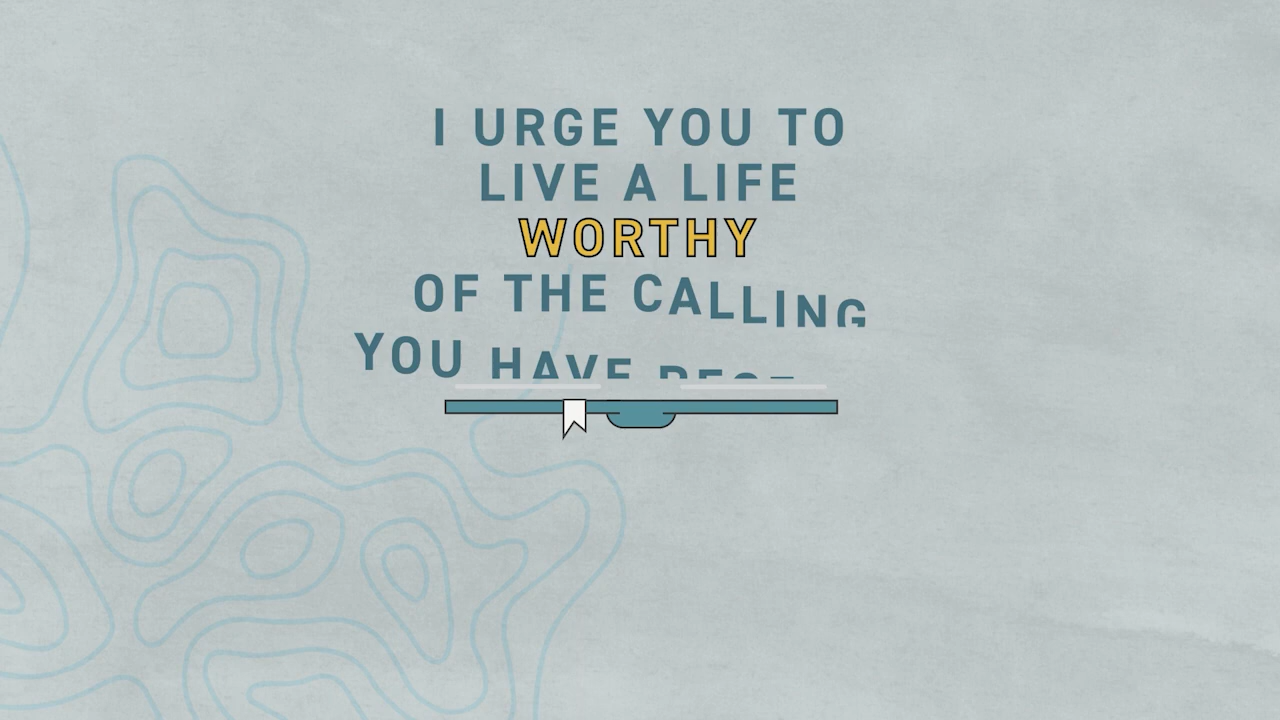 I URGE YOU TO
LIVE A LIFE
WORTHY
OF THE CALLING
YOU HAVE